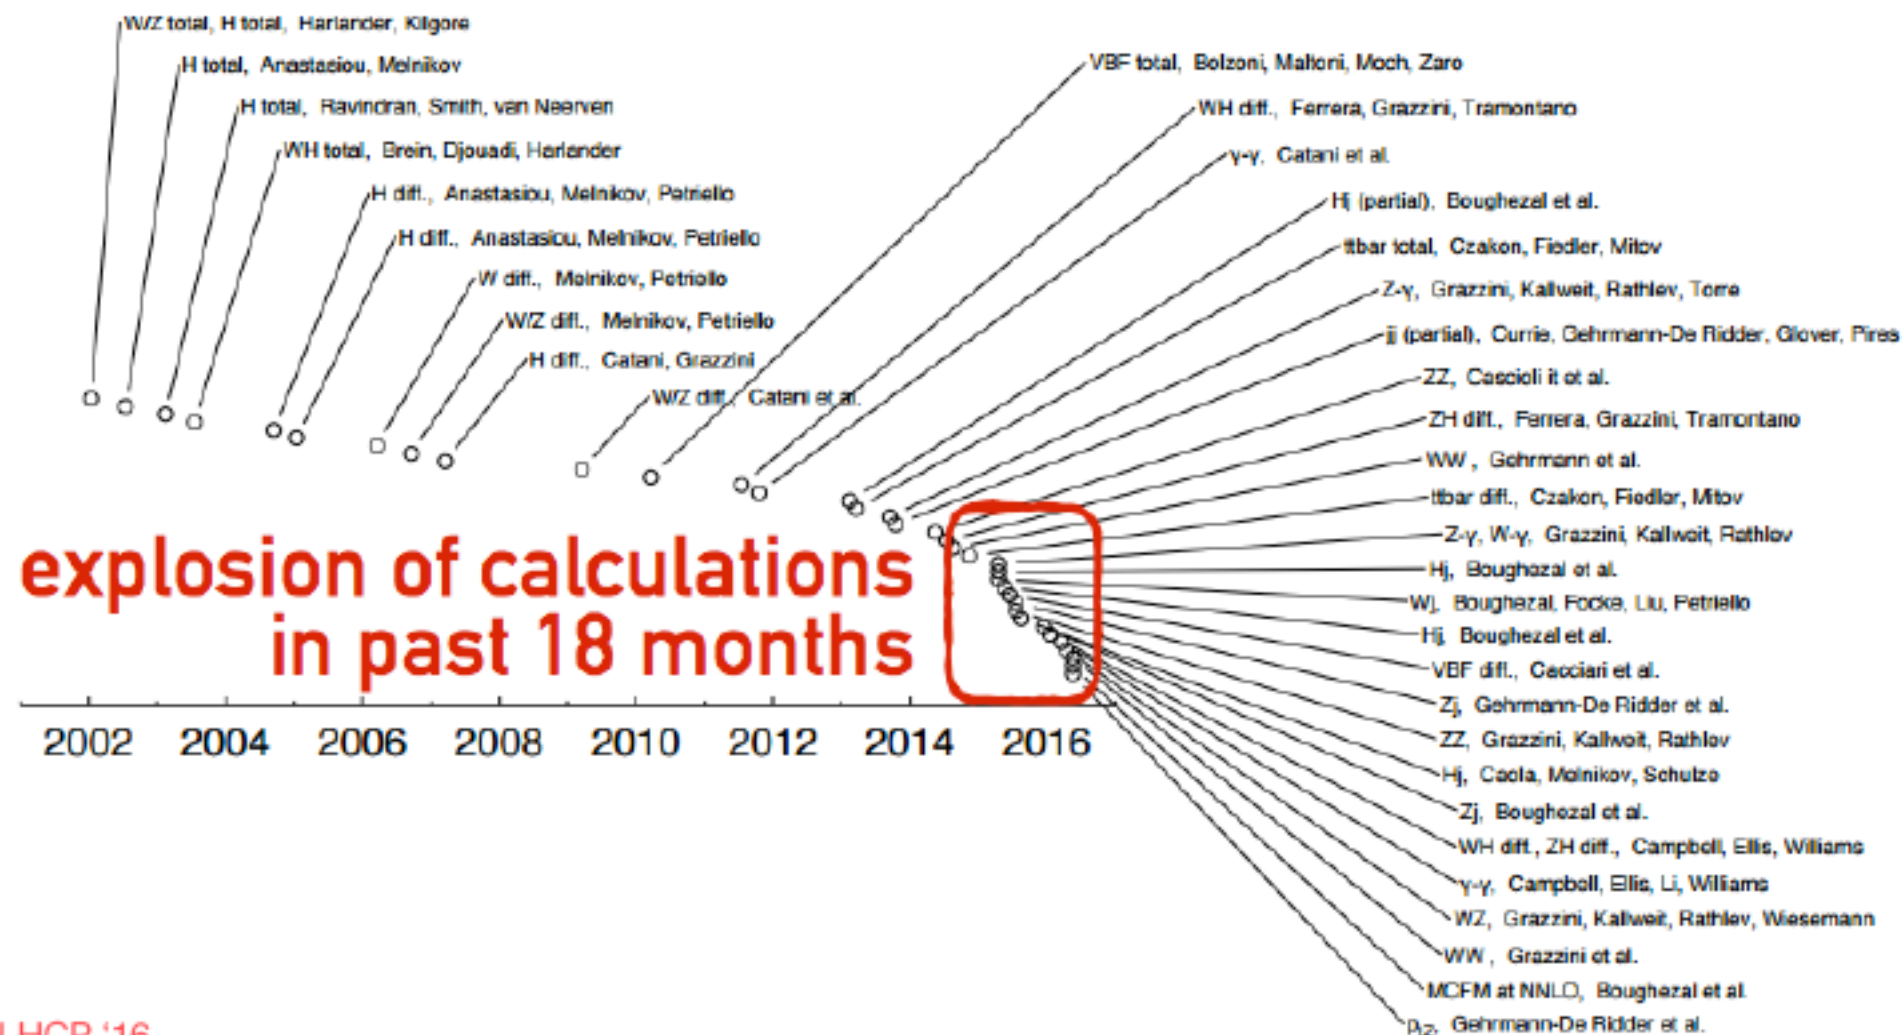 W/Z total, H total, Harlander, Kilgore
H total, Anastasiou, Melnikov
H total, Ravindran, Smith, van Neerven
WH total, Brein, Djouadi, Harlander
H diff., Anastasiou, Melnikov, Petriello
H diff., Anastasiou, Melnikov, Petriello
W diff., Melnikov, Petriello
W/Z diff., Melnikov, Petriello
H diff., Catani, Grazzini
W/Z diff., Catani et al.
VBF total, Bolzoni, Maltoni, Moch, Zaro
WH diff., Ferrera, Grazzini, Tramontano
γ-γ, Catani et al.
Hj (partial), Boughezal et al.
ttbar total, Czakon, Fiedler, Mitov
Z-γ, Grazzini, Kallweit, Rathlev, Torre
jj (partial), Currie, Gehrmann-De Ridder, Glover, Pires
ZZ, Cascioli it et al.
ZH diff., Ferrera, Grazzini, Tramontano
WW, Gehrmann et al.
ttbar diff., Czakon, Fiedler, Mitov
Z-γ, W-γ, Grazzini, Kallweit, Rathlev
Hj, Boughezal et al.
Wj, Boughezal, Focke, Liu, Petriello
Hj, Boughezal et al.
VBF diff., Cacciari et al.
Zj, Gehrmann-De Ridder et al.
ZZ, Grazzini, Kallweit, Rathlev
Hj, Caola, Melnikov, Schulze
Zj, Boughezal et al.
WH diff., ZH diff., Campbell, Ellis, Williams
γ-γ, Campbell, Ellis, Li, Williams
WZ, Grazzini, Kallweit, Rathlev, Wiesemann
WW, Grazzini et al.
MCFM at NNLO, Boughezal et al.
Gehrmann-De Ridder et al.
explosion of calculations
in past 18 months
2002 2004 2006 2008 2010 2012 2014 2016
LHCP '16